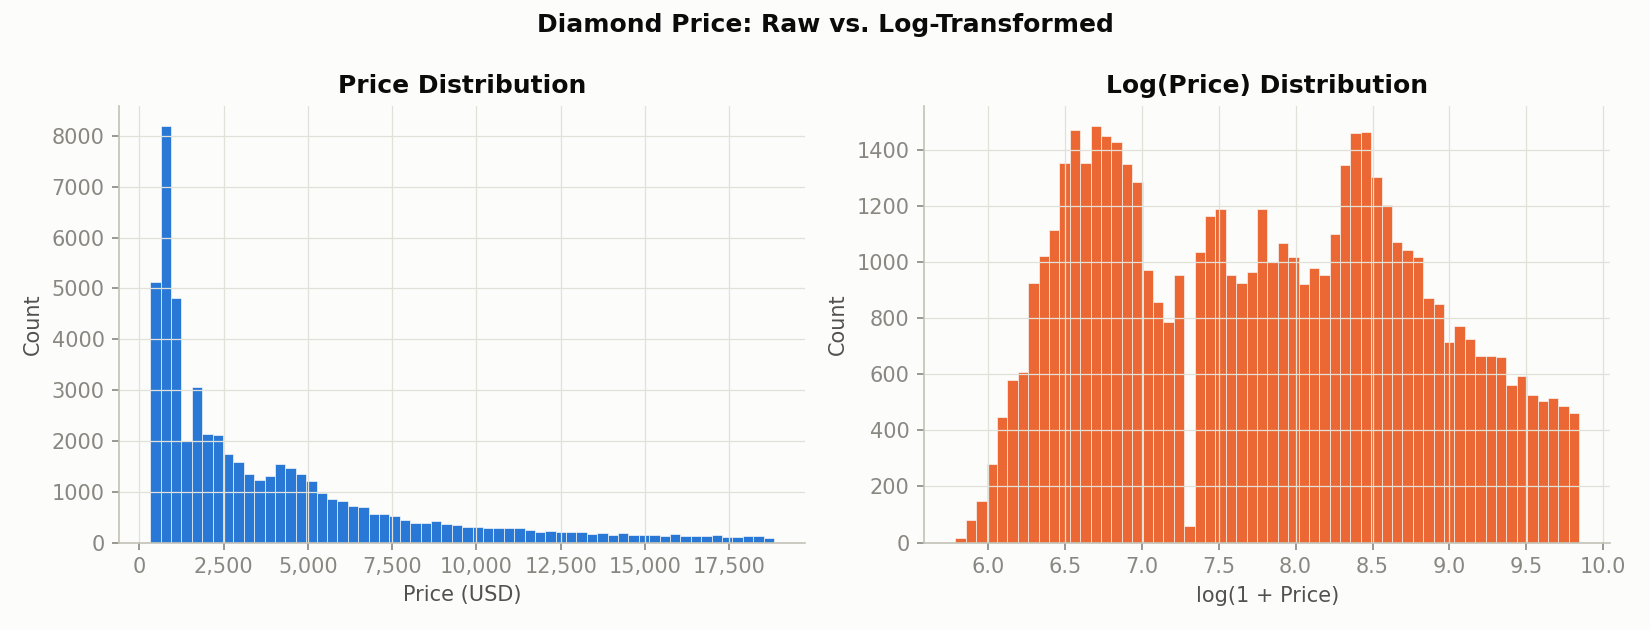 Diamond Price: Raw vs. Log-Transformed
Price Distribution
Count
8000
7000
6000
5000
4000
3000
2000
1000
0
0 2,500 5,000 7,500 10,000 12,500 15,000 17,500
Price (USD)
Log(Price) Distribution
Count
1400
1200
1000
800
600
400
200
0
6.0 6.5 7.0 7.5 8.0 8.5 9.0 9.5 10.0
log(1 + Price)